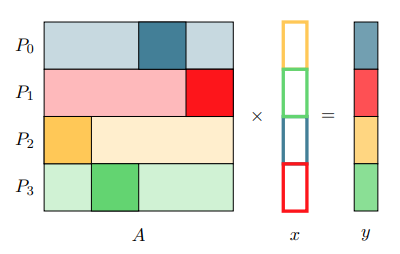 P₀
P₁
× =
P₂
P₃
A x y